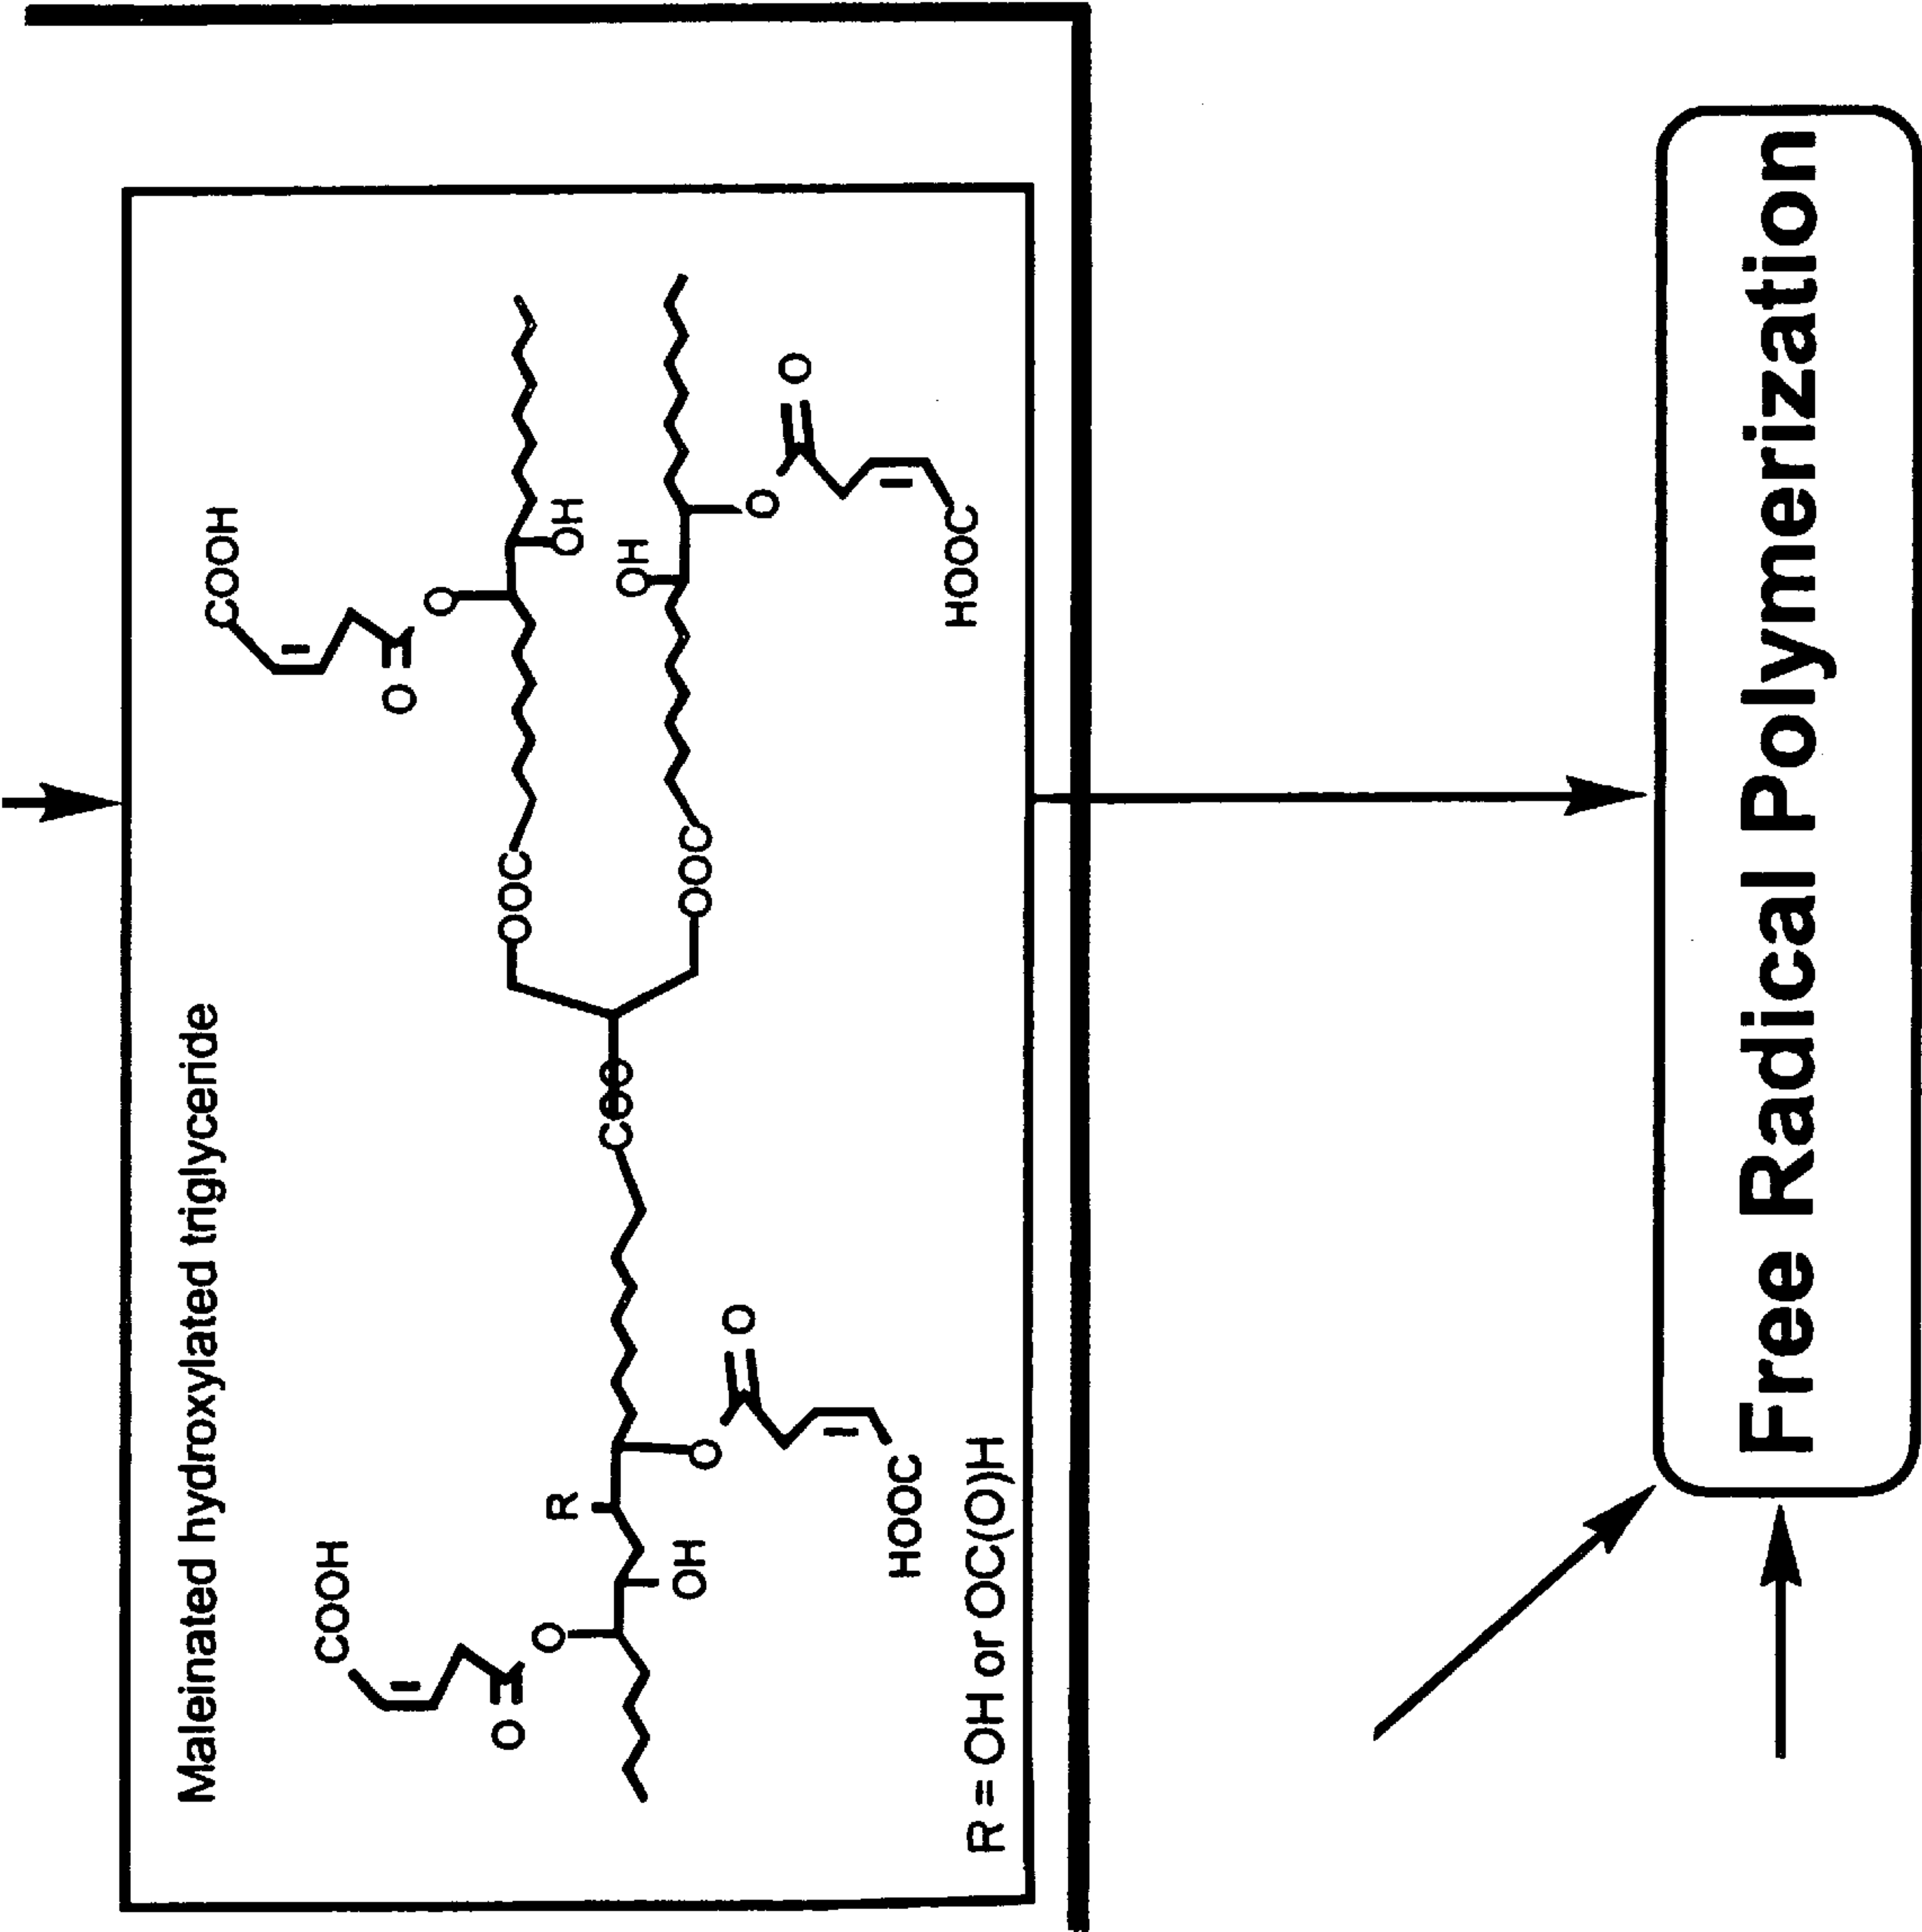 Maleinated hydroxylated triglyceride
COOH
COOH
O
O
O
OOC
O
R
OH
COO
OH
OH
OOC
O
O
O
O
HOOC
HOOC
R = OH or OC(O)H
Free Radical Polymerization